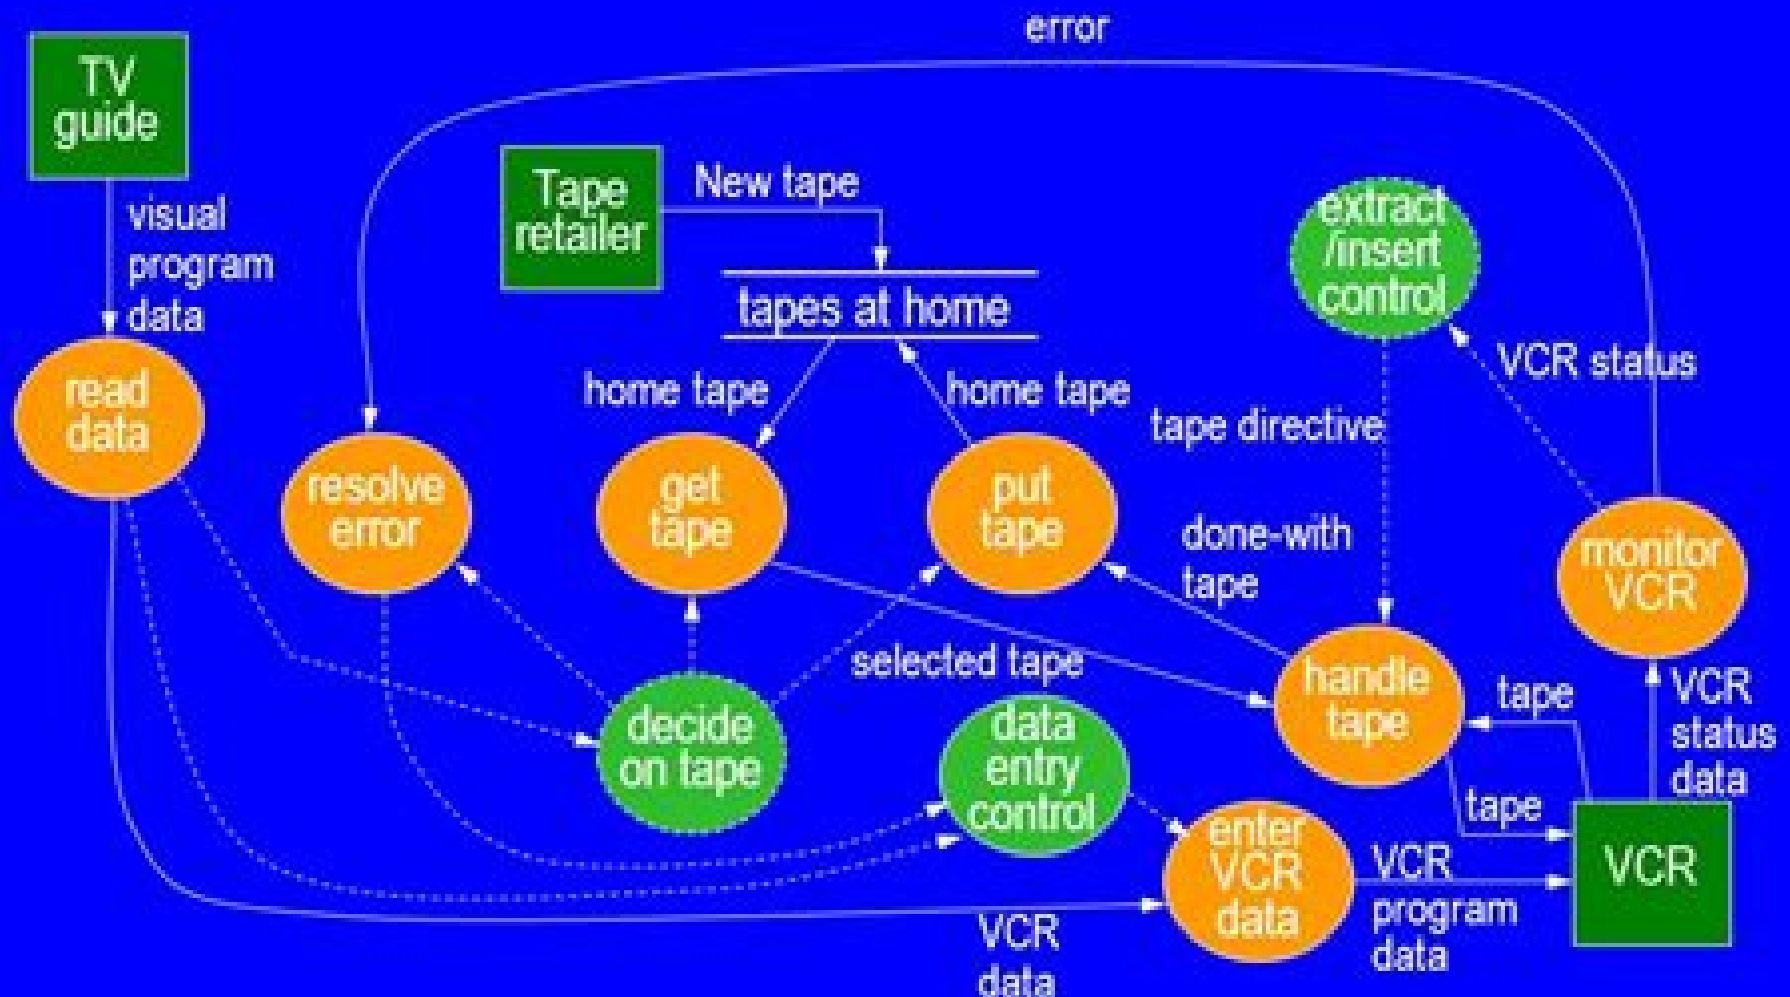 error
TV
guide
visual
program
data
Tape
retailer
New tape
tapes at home
extract
/insert
control
VCR status
home tape
home tape
tape directive
read
data
resolve
error
get
tape
put
tape
done-with
tape
monitor
VCR
selected tape
handle
tape
tape
VCR
status
data
decide
on tape
data
entry
control
tape
enter
VCR
data
VCR
program
data
VCR
VCR
data